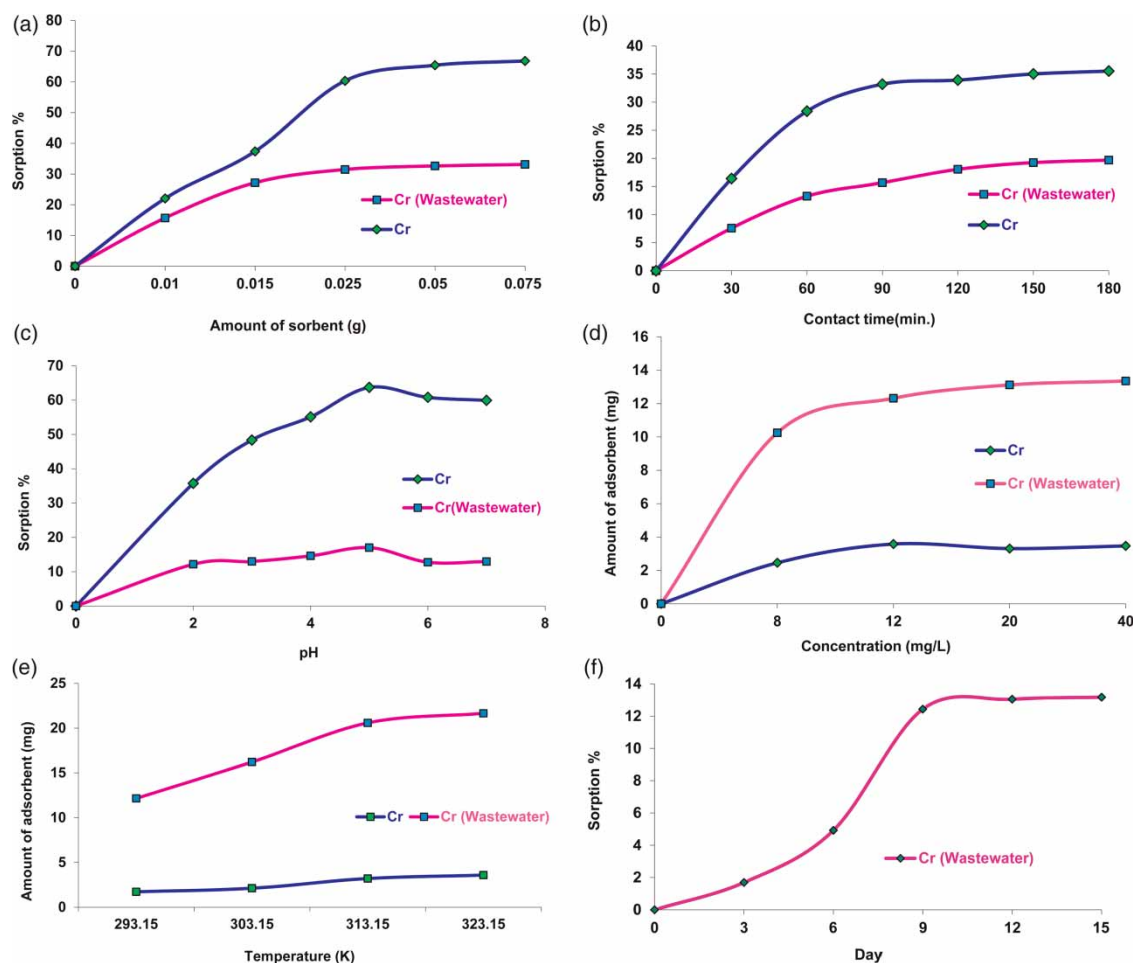 (a)
80
70
60
50
40
30
20
10
0
Sorption %
Cr (Wastewater)
Cr
0 0.01 0.015 0.025 0.05 0.075
Amount of sorbent (g)
(b)
40
35
30
25
20
15
10
5
0
Sorption %
Cr (Wastewater)
Cr
0 30 60 90 120 150 180
Contact time(min.)
(c)
70
60
50
40
30
20
10
0
Sorption %
Cr
Cr(Wastewater)
0 2 4 6 8
pH
(d)
16
14
12
10
8
6
4
2
0
Amount of adsorbent (mg)
Cr
Cr (Wastewater)
0 8 12 20 40
Concentration (mg/L)
(e)
25
20
15
10
5
0
Amount of adsorbent (mg)
Cr Cr (Wastewater)
293.15 303.15 313.15 323.15
Temperature (K)
(f)
14
12
10
8
6
4
2
0
Sorption %
Cr (Wastewater)
0 3 6 9 12 15
Day